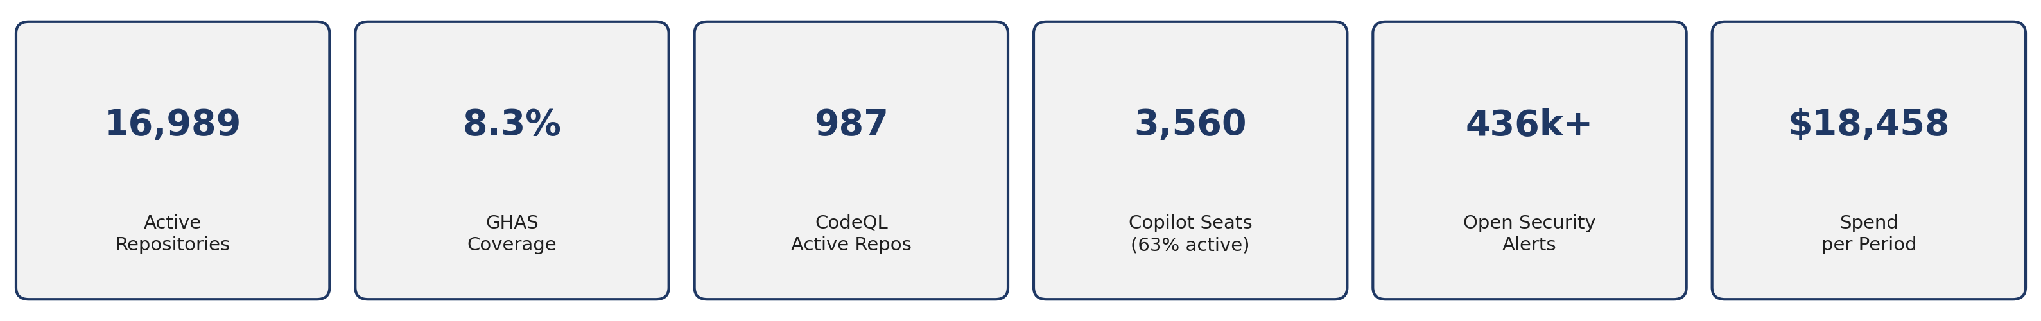 16,989
Active
Repositories
8.3%
GHAS
Coverage
987
CodeQL
Active Repos
3,560
Copilot Seats
(63% active)
436k+
Open Security
Alerts
$18,458
Spend
per Period